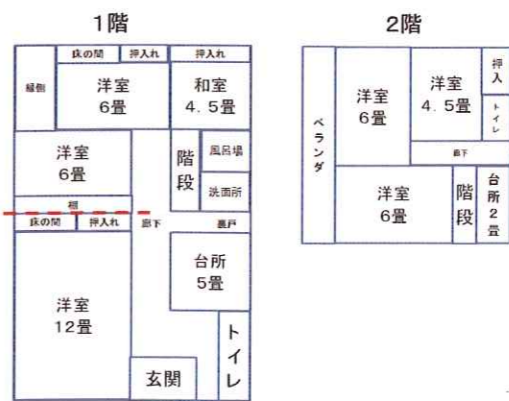 1階
床の間
押入れ
押入れ
縁側
洋室
6畳
和室
4.5畳
洋室
6畳
階段
風呂場
洗面所
棚
床の間
押入れ
廊下
裏戸
洋室
12畳
台所
5畳
トイレ
玄関
2階
ベランダ
洋室
6畳
洋室
4.5畳
押入
トイレ
廊下
洋室
6畳
階段
台所2畳